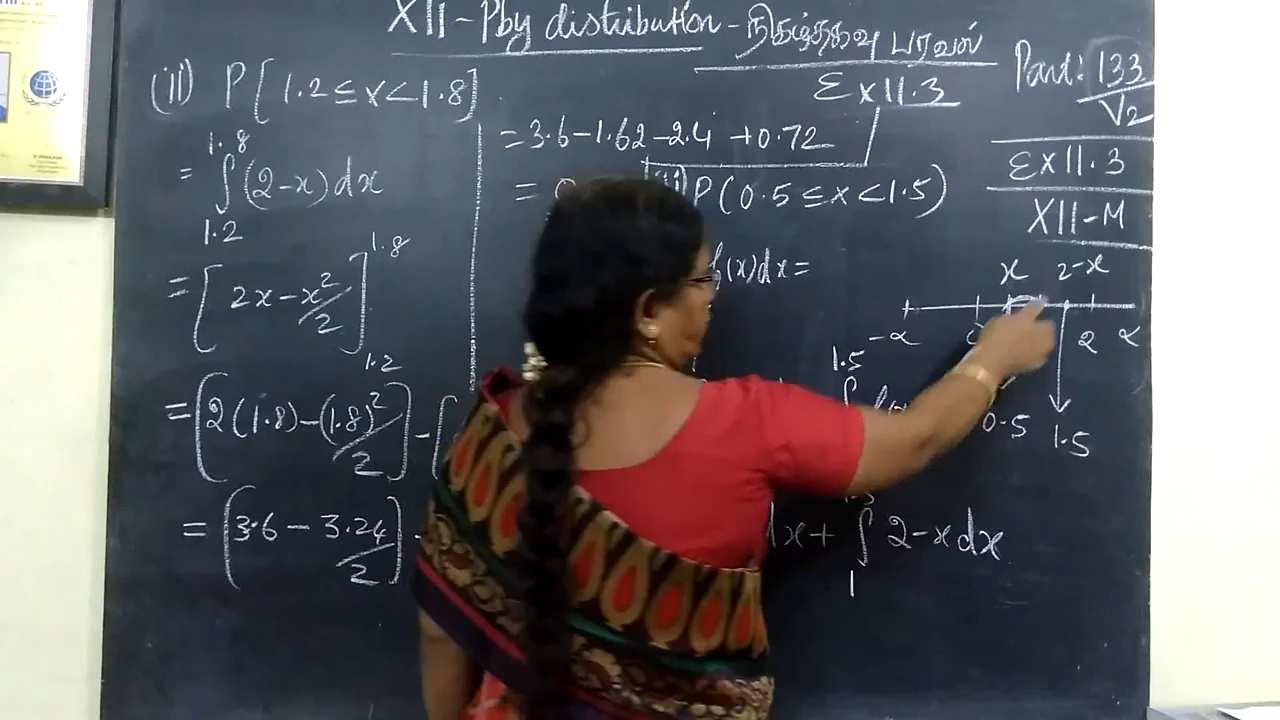 XII-Pby distribution - நிகழ்தகவு பரவல்
Ex 11.3
Part: 133
√2
Ex 11.3
XII-M
(ii) P[1.2 ≤ x < 1.8]
= ∫_{1.2}^{1.8} (2-x) dx
= [2x - x²/2]_{1.2}^{1.8}
= (2(1.8) - (1.8)²/2) - (
= (3.6 - 3.24/2)
= 3.6 - 1.62 - 2.4 + 0.72
= 0
P(0.5 ≤ x < 1.5)
f(x)dx =
1.5
∫
dx + ∫_{1}^{1.5} 2-x dx
x 2-x
-α 2 α
0.5 1.5